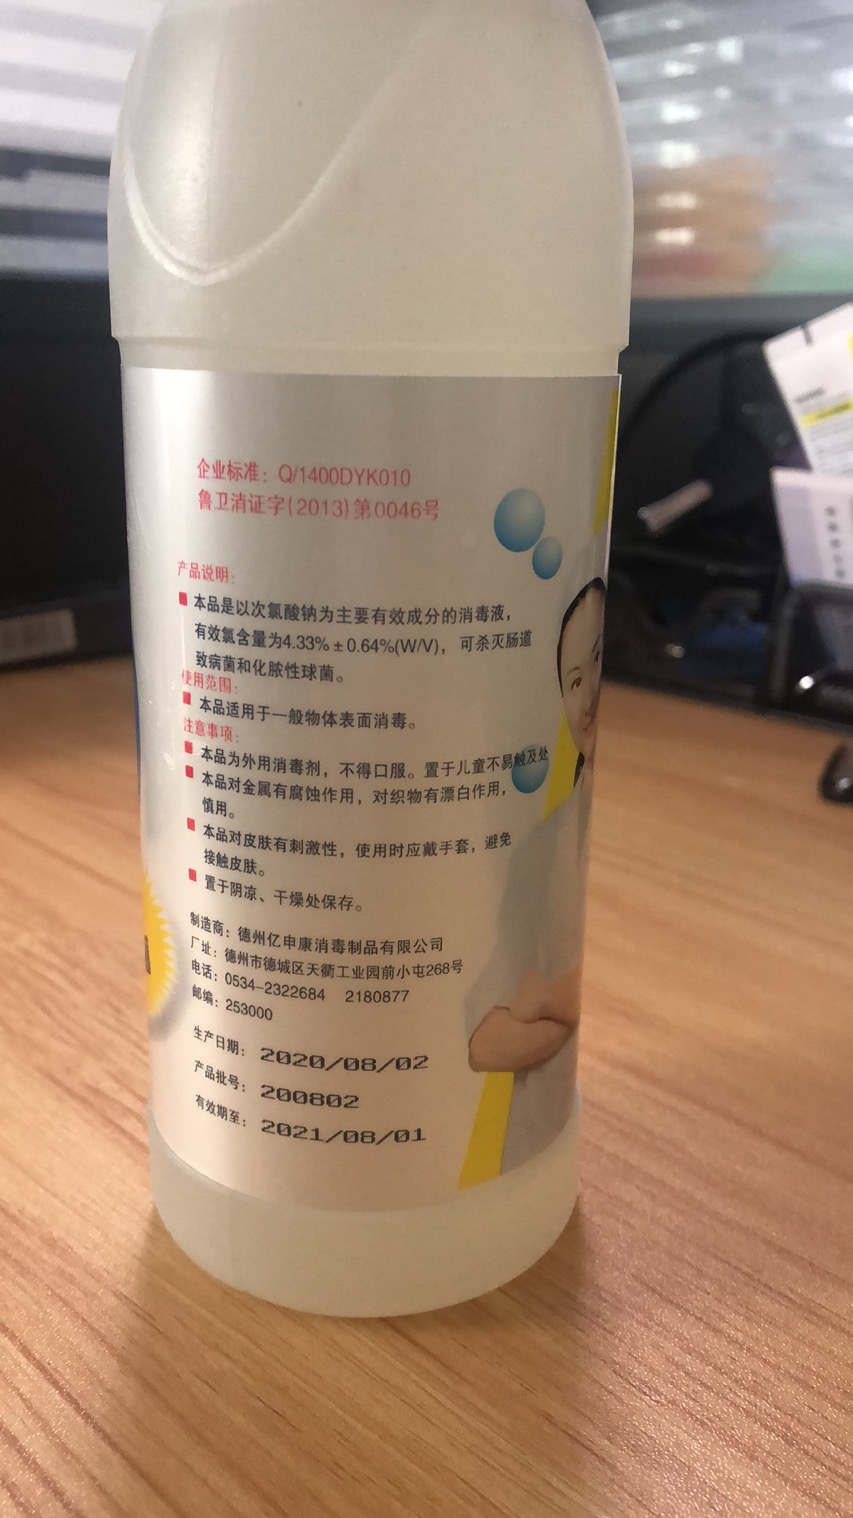 企业标准：Q/1400DYK010
鲁卫消证字(2013)第0046号
产品说明：
本品是以次氯酸钠为主要有效成分的消毒液，
有效氯含量为4.33%±0.64%(W/V)，可杀灭肠道
致病菌和化脓性球菌。
使用范围：
本品适用于一般物体表面消毒。
注意事项：
本品为外用消毒剂，不得口服。置于儿童不易触及处
本品对金属有腐蚀作用，对织物有漂白作用，
慎用。
本品对皮肤有刺激性，使用时应戴手套，避免
接触皮肤。
置于阴凉、干燥处保存。
制造商：德州亿申康消毒制品有限公司
厂址：德州市德城区天衢工业园前小屯268号
电话：0534-2322684 2180877
邮编：253000
生产日期：2020/08/02
产品批号：200802
有效期至：2021/08/01